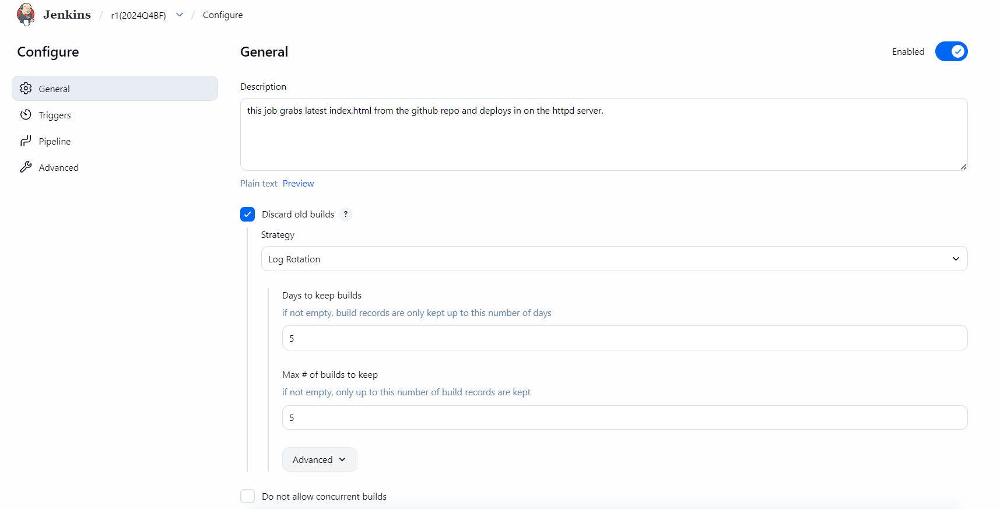 Jenkins / r1(2024Q4BF) / Configure
Configure
General
Triggers
Pipeline
Advanced
General
Enabled
Description
this job grabs latest index.html from the github repo and deploys in on the httpd server.
Plain text Preview
Discard old builds ?
Strategy
Log Rotation
Days to keep builds
if not empty, build records are only kept up to this number of days
5
Max # of builds to keep
if not empty, only up to this number of build records are kept
5
Advanced
Do not allow concurrent builds